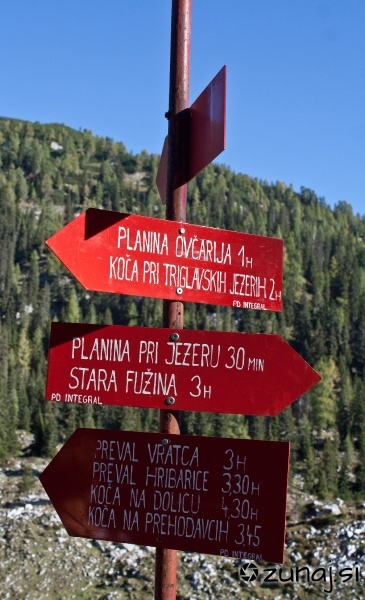 PLANINA OVČARIJA 1H
KOČA PRI TRIGLAVSKIH JEZERIH 2H
PD INTEGRAL
PLANINA PRI JEZERU 30 MIN
STARA FUŽINA 3H
PD INTEGRAL
PREVAL VRATCA 3H
PREVAL HRIBARICE 3,30H
KOČA NA DOLICU 4,30H
KOČA NA PREHODAVCIH 3.45
PD INTEGRAL
zunaj.si